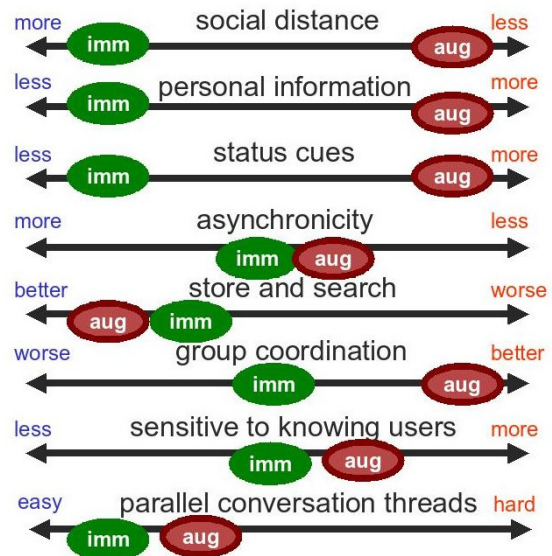 more social distance less
imm aug
less personal information more
imm aug
less status cues more
imm aug
more asynchronicity less
imm aug
better store and search worse
aug imm
worse group coordination better
imm aug
less sensitive to knowing users more
imm aug
easy parallel conversation threads hard
imm aug